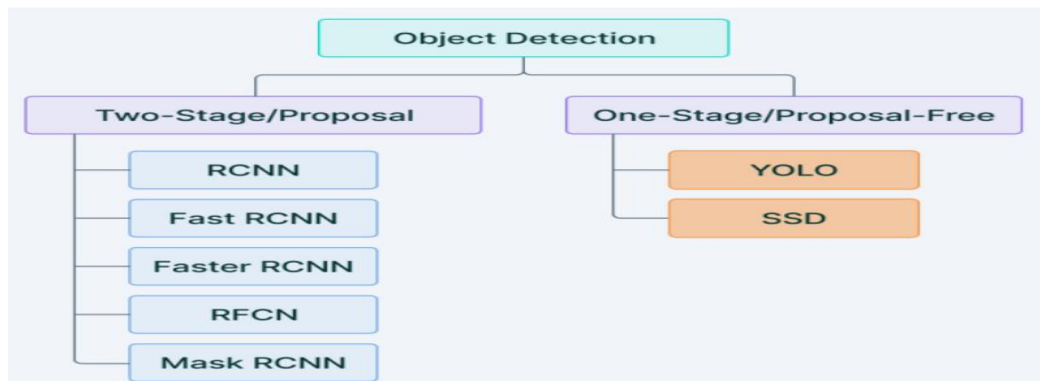 Object Detection
Two-Stage/Proposal
RCNN
Fast RCNN
Faster RCNN
RFCN
Mask RCNN
One-Stage/Proposal-Free
YOLO
SSD